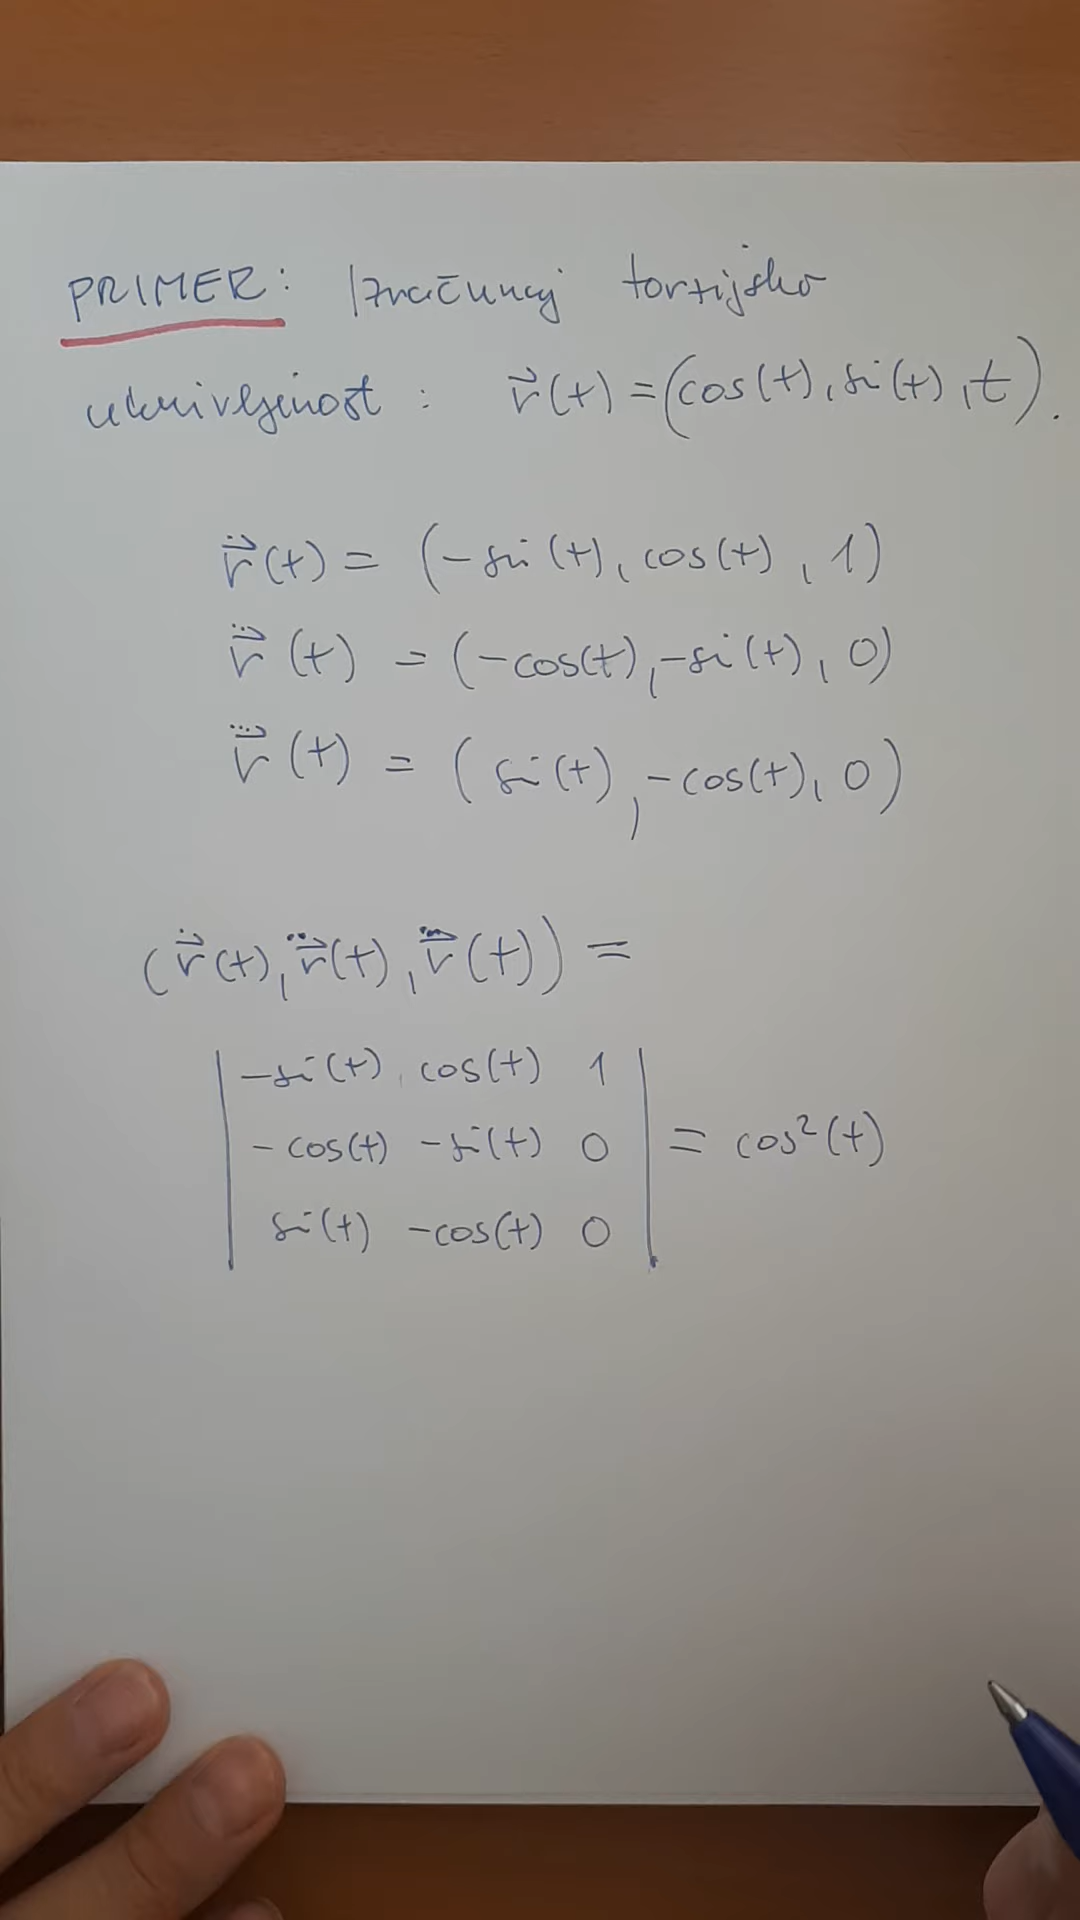 PRIMER: Izračunaj torzijsko
ukrivljenost : r⃗(t) = (cos(t), sin(t), t).
r⃗̇(t) = (-sin(t), cos(t), 1)
r⃗̈(t) = (-cos(t), -sin(t), 0)
r⃗⃛(t) = (sin(t), -cos(t), 0)
(r⃗̇(t), r⃗̈(t), r⃗⃛(t)) =
| -sin(t) cos(t) 1 |
| -cos(t) -sin(t) 0 | = cos²(t)
| sin(t) -cos(t) 0 |